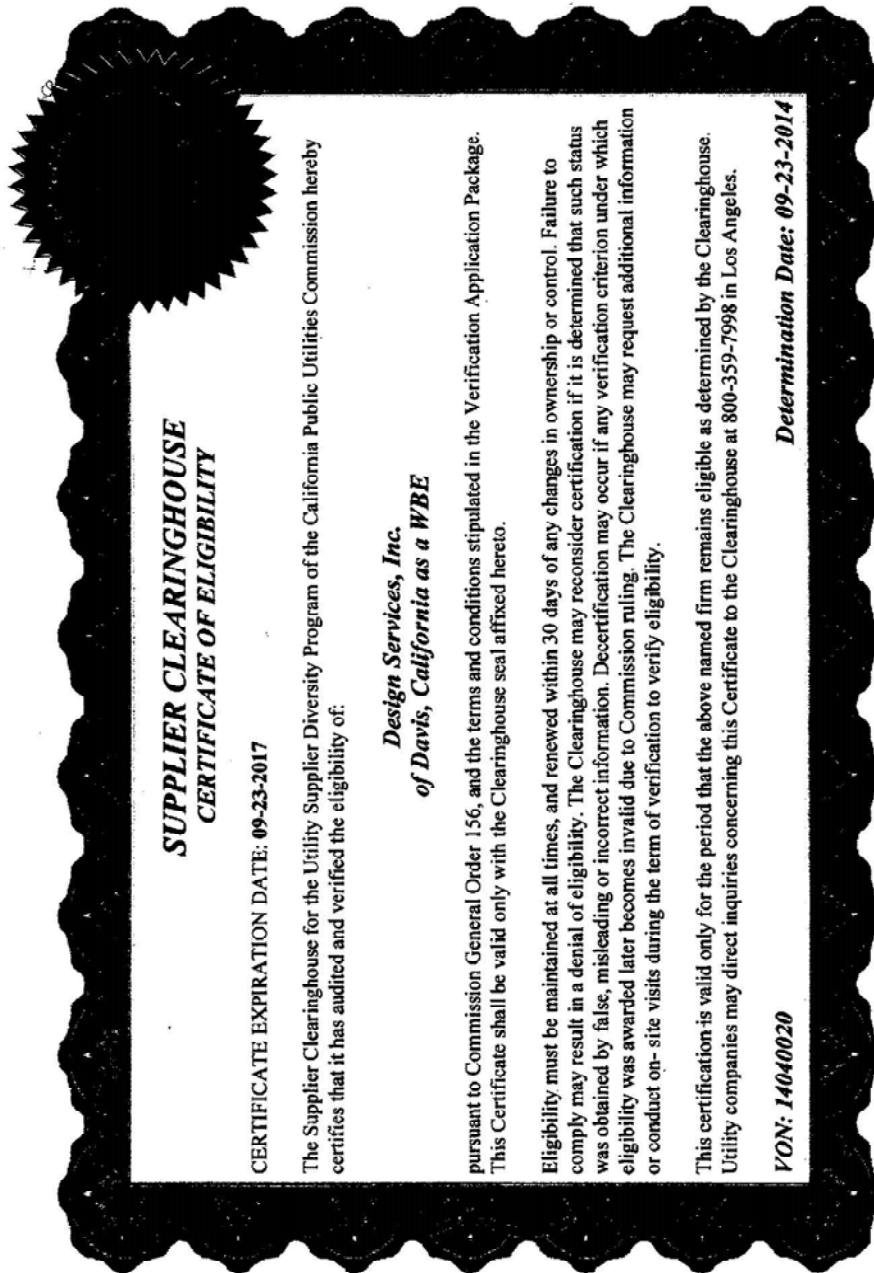 SUPPLIER CLEARINGHOUSE
CERTIFICATE OF ELIGIBILITY
CERTIFICATE EXPIRATION DATE: 09-23-2017
The Supplier Clearinghouse for the Utility Supplier Diversity Program of the California Public Utilities Commission hereby
certifies that it has audited and verified the eligibility of:
Design Services, Inc.
of Davis, California as a WBE
pursuant to Commission General Order 156, and the terms and conditions stipulated in the Verification Application Package.
This Certificate shall be valid only with the Clearinghouse seal affixed hereto.
Eligibility must be maintained at all times, and renewed within 30 days of any changes in ownership or control. Failure to
comply may result in a denial of eligibility. The Clearinghouse may reconsider certification if it is determined that such status
was obtained by false, misleading or incorrect information. Decertification may occur if any verification criterion under which
eligibility was awarded later becomes invalid due to Commission ruling. The Clearinghouse may request additional information
or conduct on- site visits during the term of verification to verify eligibility.
This certification is valid only for the period that the above named firm remains eligible as determined by the Clearinghouse.
Utility companies may direct inquiries concerning this Certificate to the Clearinghouse at 800-359-7998 in Los Angeles.
VON: 14040020
Determination Date: 09-23-2014